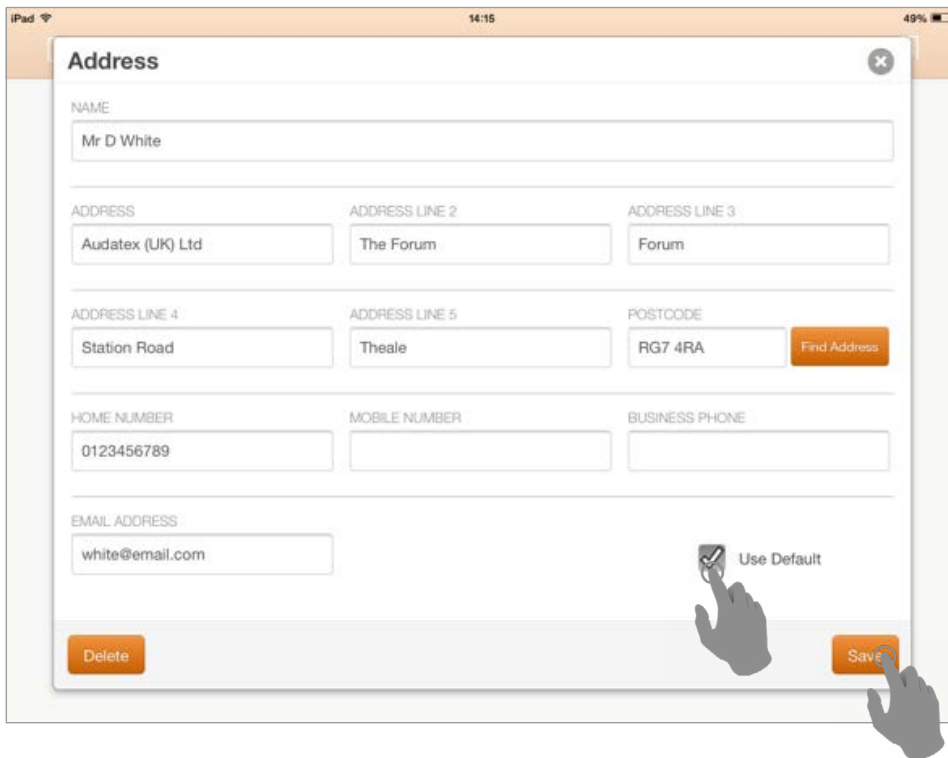 iPad 14:15 49%
Address
NAME
Mr D White
ADDRESS ADDRESS LINE 2 ADDRESS LINE 3
Audatex (UK) Ltd The Forum Forum
ADDRESS LINE 4 ADDRESS LINE 5 POSTCODE
Station Road Theale RG7 4RA Find Address
HOME NUMBER MOBILE NUMBER BUSINESS PHONE
0123456789
EMAIL ADDRESS
white@email.com Use Default
Delete Save